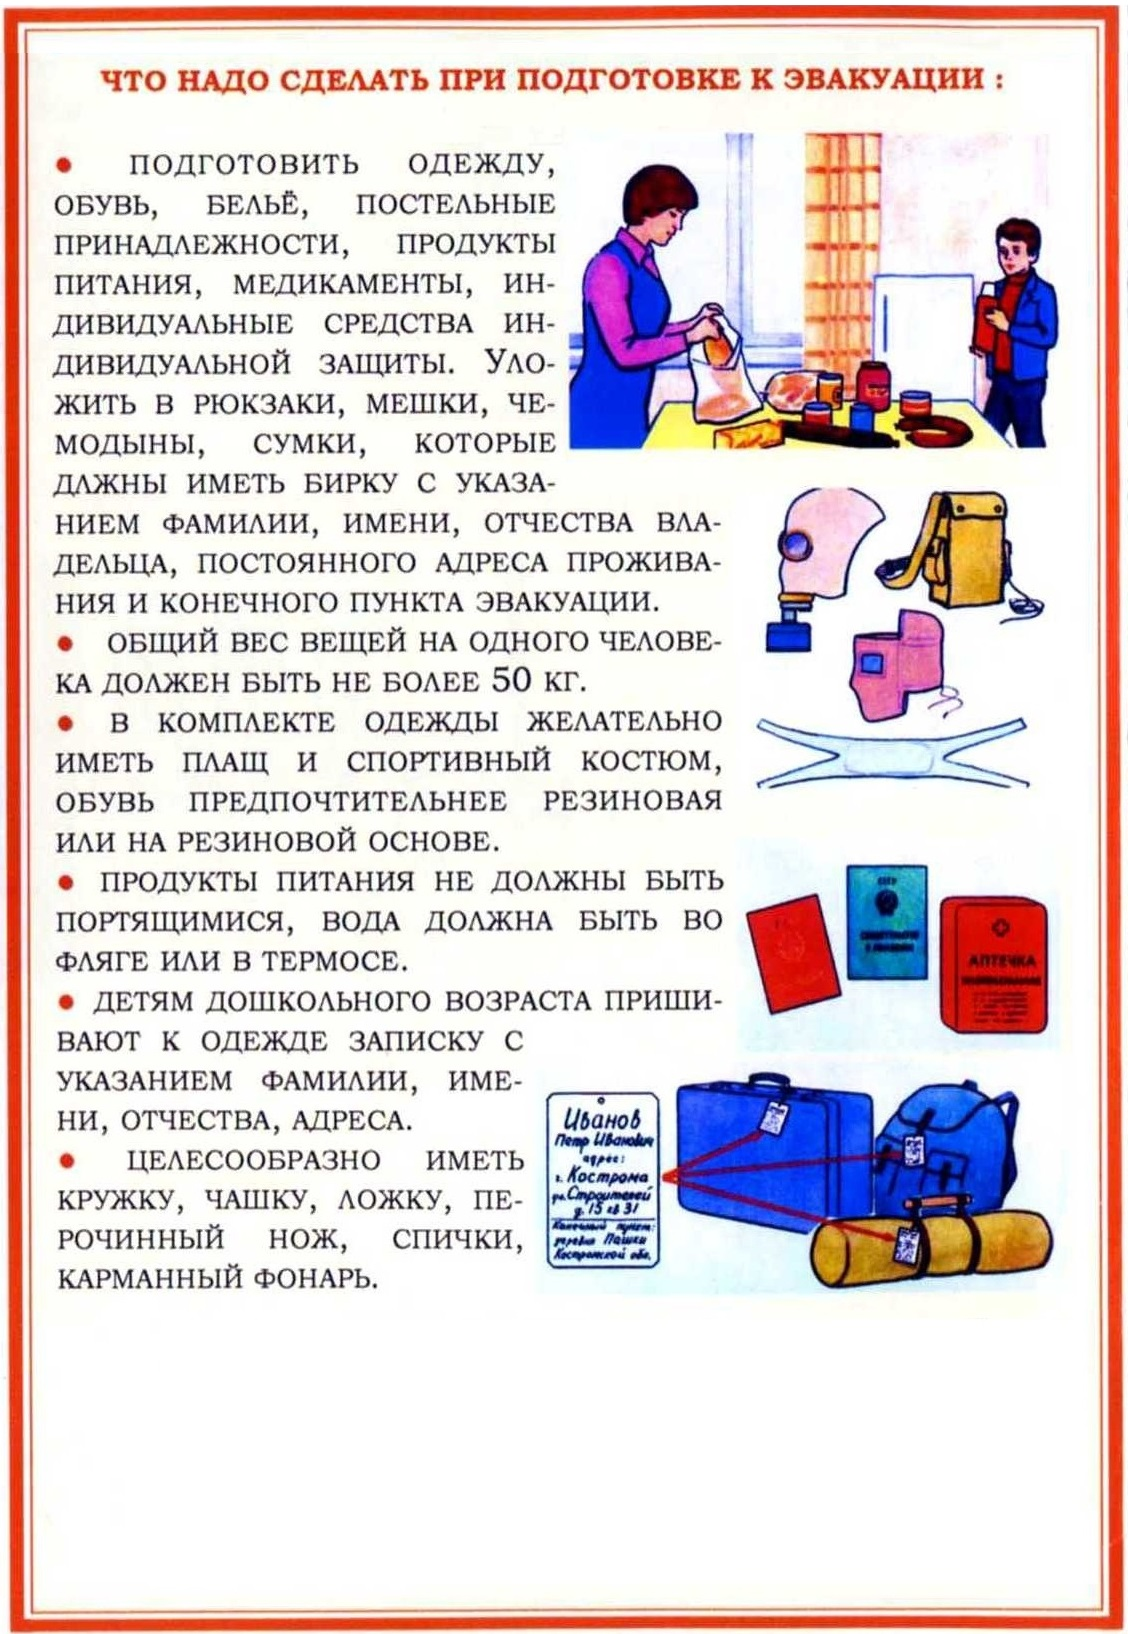 ЧТО НАДО СДЕЛАТЬ ПРИ ПОДГОТОВКЕ К ЭВАКУАЦИИ :
• ПОДГОТОВИТЬ ОДЕЖДУ,
ОБУВЬ, БЕЛЬЁ, ПОСТЕЛЬНЫЕ
ПРИНАДЛЕЖНОСТИ, ПРОДУКТЫ
ПИТАНИЯ, МЕДИКАМЕНТЫ, ИН-
ДИВИДУАЛЬНЫЕ СРЕДСТВА ИН-
ДИВИДУАЛЬНОЙ ЗАЩИТЫ. УЛО-
ЖИТЬ В РЮКЗАКИ, МЕШКИ, ЧЕ-
МОДЫНЫ, СУМКИ, КОТОРЫЕ
ДЛЖНЫ ИМЕТЬ БИРКУ С УКАЗА-
НИЕМ ФАМИЛИИ, ИМЕНИ, ОТЧЕСТВА ВЛА-
ДЕЛЬЦА, ПОСТОЯННОГО АДРЕСА ПРОЖИВА-
НИЯ И КОНЕЧНОГО ПУНКТА ЭВАКУАЦИИ.
• ОБЩИЙ ВЕС ВЕЩЕЙ НА ОДНОГО ЧЕЛОВЕ-
КА ДОЛЖЕН БЫТЬ НЕ БОЛЕЕ 50 КГ.
• В КОМПЛЕКТЕ ОДЕЖДЫ ЖЕЛАТЕЛЬНО
ИМЕТЬ ПЛАЩ И СПОРТИВНЫЙ КОСТЮМ,
ОБУВЬ ПРЕДПОЧТИТЕЛЬНЕЕ РЕЗИНОВАЯ
ИЛИ НА РЕЗИНОВОЙ ОСНОВЕ.
• ПРОДУКТЫ ПИТАНИЯ НЕ ДОЛЖНЫ БЫТЬ
ПОРТЯЩИМИСЯ, ВОДА ДОЛЖНА БЫТЬ ВО
ФЛЯГЕ ИЛИ В ТЕРМОСЕ.
• ДЕТЯМ ДОШКОЛЬНОГО ВОЗРАСТА ПРИШИ-
ВАЮТ К ОДЕЖДЕ ЗАПИСКУ С
УКАЗАНИЕМ ФАМИЛИИ, ИМЕ-
НИ, ОТЧЕСТВА, АДРЕСА.
• ЦЕЛЕСООБРАЗНО ИМЕТЬ
КРУЖКУ, ЧАШКУ, ЛОЖКУ, ПЕ-
РОЧИННЫЙ НОЖ, СПИЧКИ,
КАРМАННЫЙ ФОНАРЬ.
СССР
АПТЕЧКА
Иванов
Петр Иванович
адрес:
г. Кострома
ул. Строителей
д. 15 кв 31
Конечный пункт:
деревня Пашки
Костромской обл.